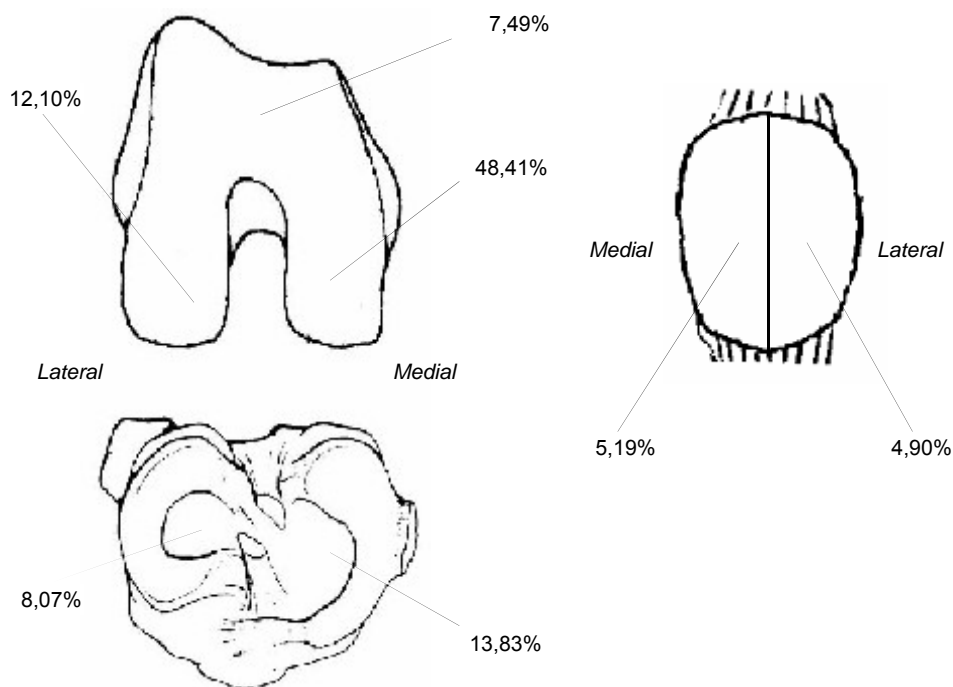 7,49%
12,10%
48,41%
Medial
Lateral
Lateral
Medial
5,19%
4,90%
8,07%
13,83%